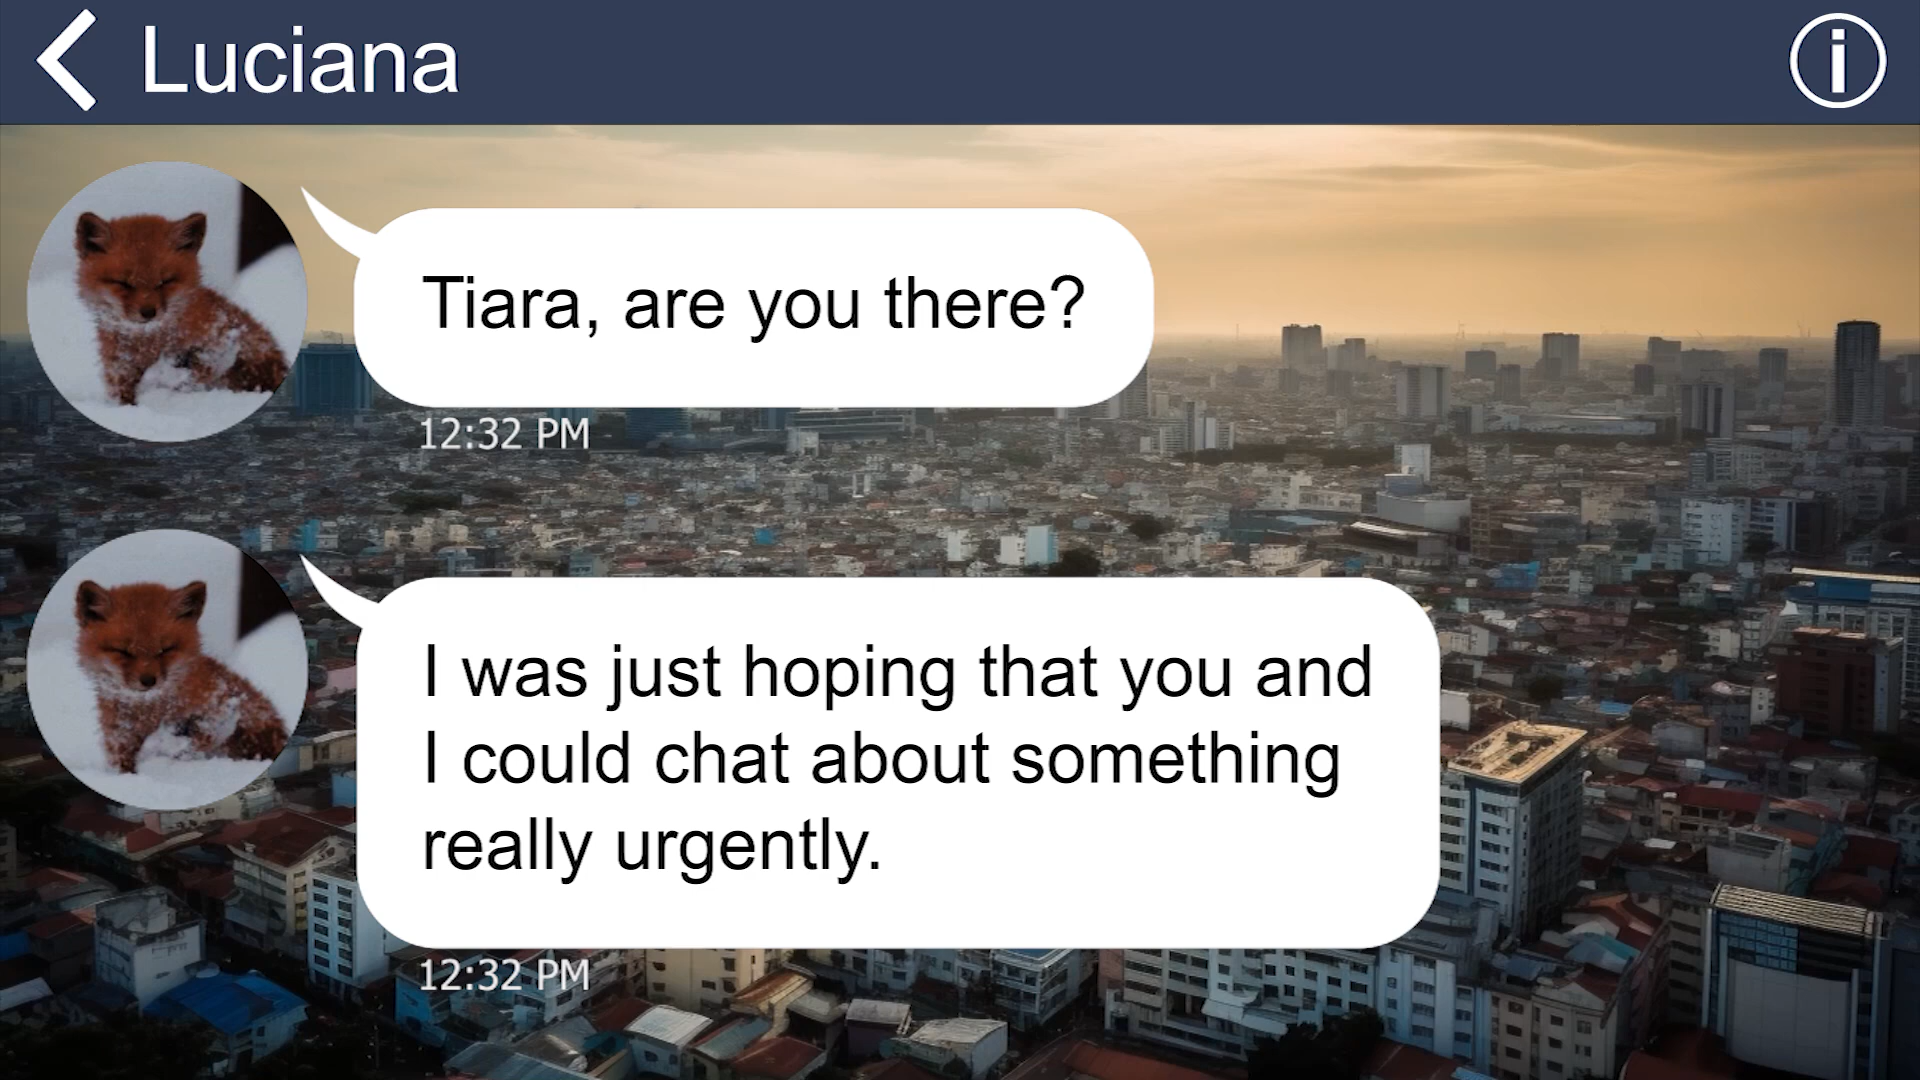 Luciana
Tiara, are you there?
12:32 PM
I was just hoping that you and
I could chat about something
really urgently.
12:32 PM